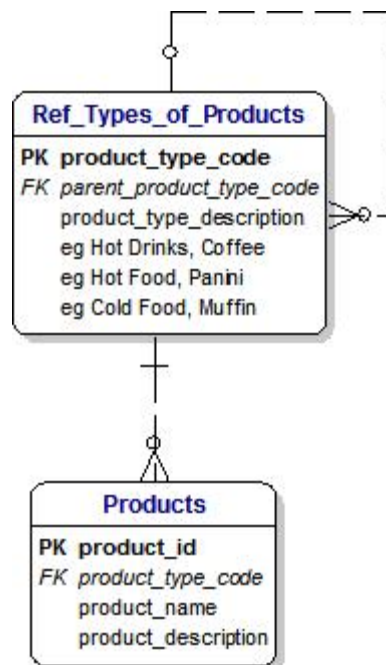 Ref_Types_of_Products
PK product_type_code
FK parent_product_type_code
product_type_description
eg Hot Drinks, Coffee
eg Hot Food, Panini
eg Cold Food, Muffin
Products
PK product_id
FK product_type_code
product_name
product_description